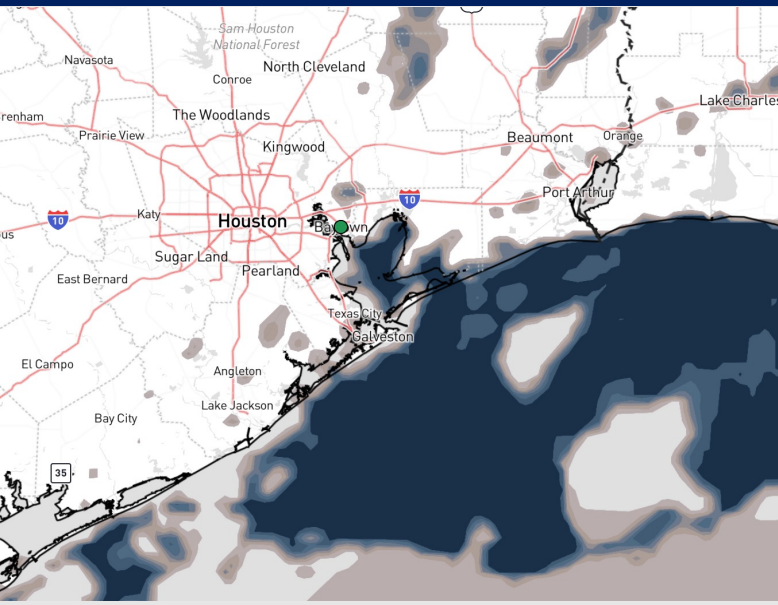 Sam Houston
National Forest
Navasota
North Cleveland
Conroe
Lake Charles
The Woodlands
Prairie View
Beaumont
Orange
Kingwood
Port Arthur
10
Katy
Houston
10
Baytown
Sugar Land
Pearland
East Bernard
Texas City
Galveston
El Campo
Angleton
Lake Jackson
Bay City
35